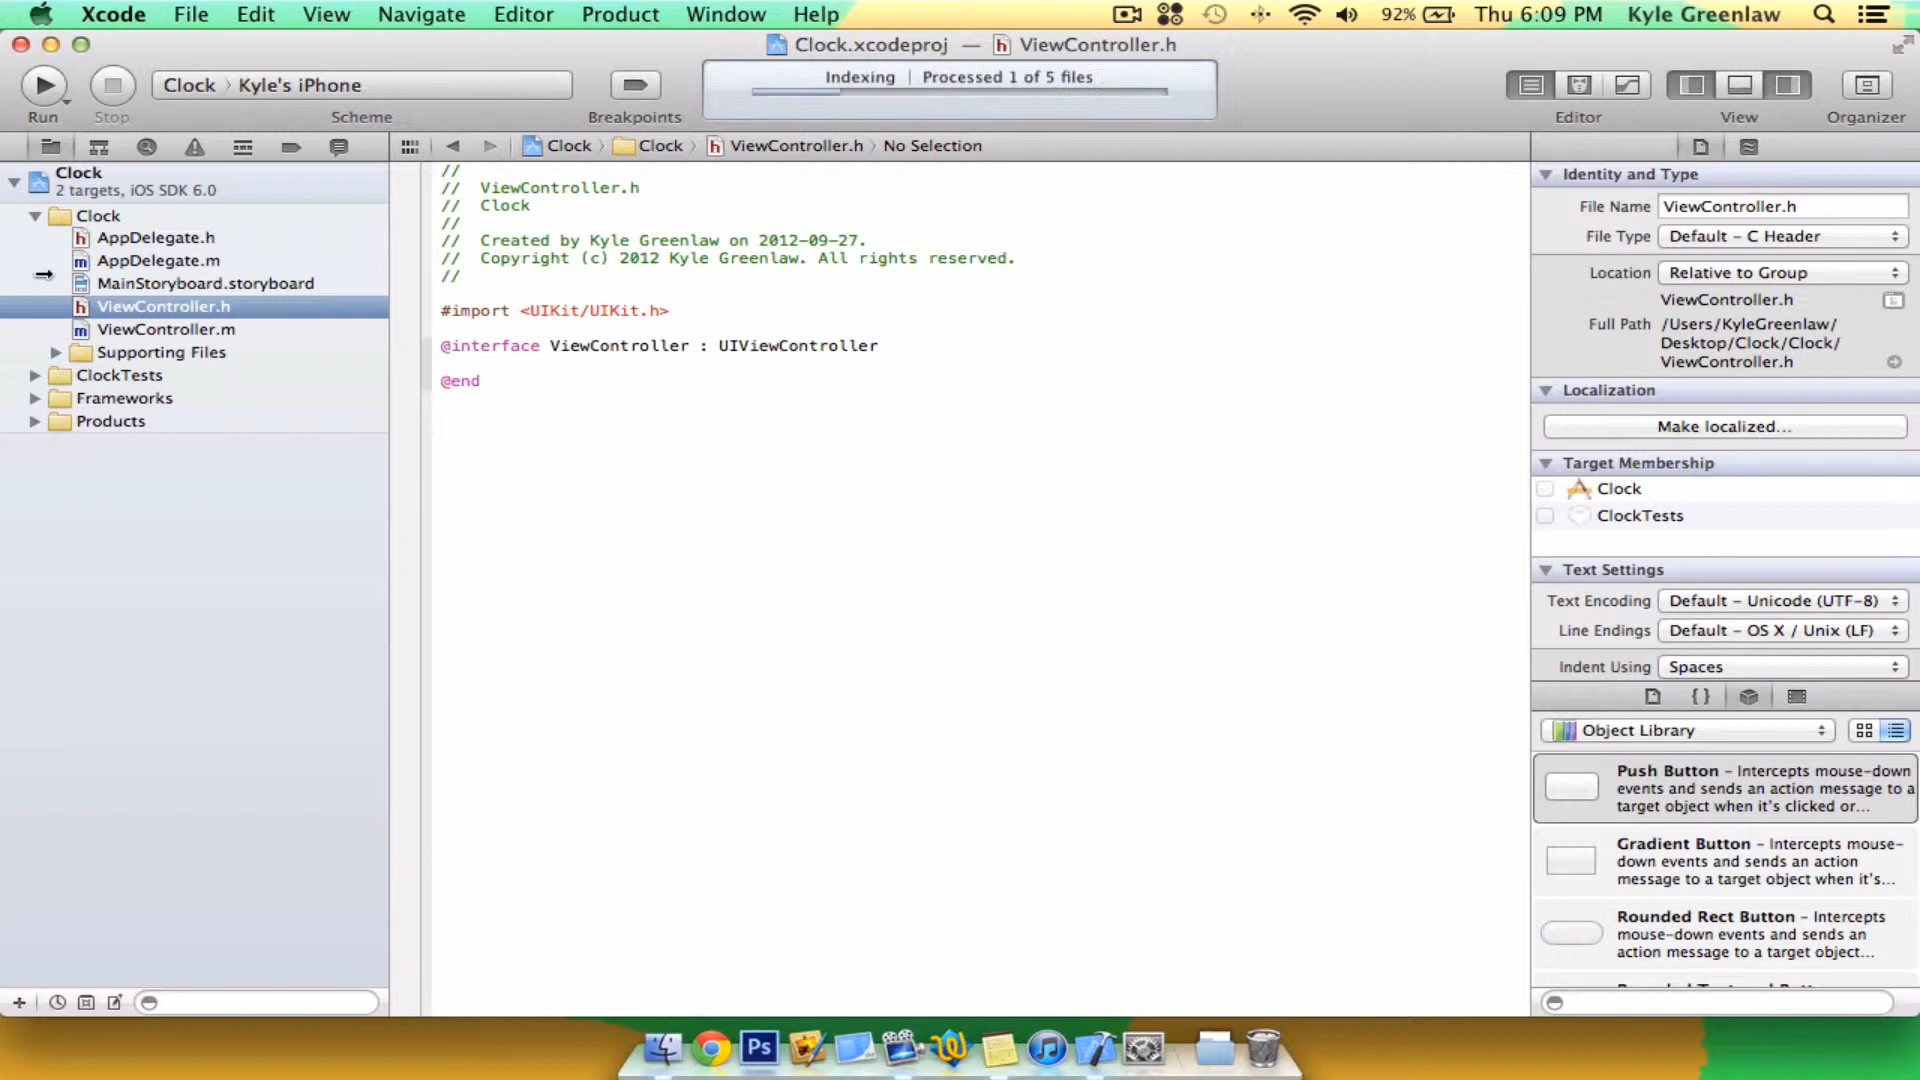 Xcode File Edit View Navigate Editor Product Window Help 92% Thu 6:09 PM Kyle Greenlaw
Clock.xcodeproj — ViewController.h
Clock 〉 Kyle's iPhone
Indexing | Processed 1 of 5 files
Run Stop Scheme Breakpoints Editor View Organizer
Clock 〉 Clock 〉 ViewController.h 〉 No Selection
Clock
2 targets, iOS SDK 6.0
Clock
AppDelegate.h
AppDelegate.m
MainStoryboard.storyboard
ViewController.h
ViewController.m
Supporting Files
ClockTests
Frameworks
Products
//
// ViewController.h
// Clock
//
// Created by Kyle Greenlaw on 2012-09-27.
// Copyright (c) 2012 Kyle Greenlaw. All rights reserved.
//
#import <UIKit/UIKit.h>
@interface ViewController : UIViewController
@end
Identity and Type
File Name ViewController.h
File Type Default - C Header
Location Relative to Group
ViewController.h
Full Path /Users/KyleGreenlaw/
Desktop/Clock/Clock/
ViewController.h
Localization
Make localized...
Target Membership
Clock
ClockTests
Text Settings
Text Encoding Default - Unicode (UTF-8)
Line Endings Default - OS X / Unix (LF)
Indent Using Spaces
{ }
Object Library
Push Button - Intercepts mouse-down
events and sends an action message to a
target object when it's clicked or...
Gradient Button - Intercepts mouse-
down events and sends an action
message to a target object when it's...
Rounded Rect Button - Intercepts
mouse-down events and sends an
action message to a target object...
Ps